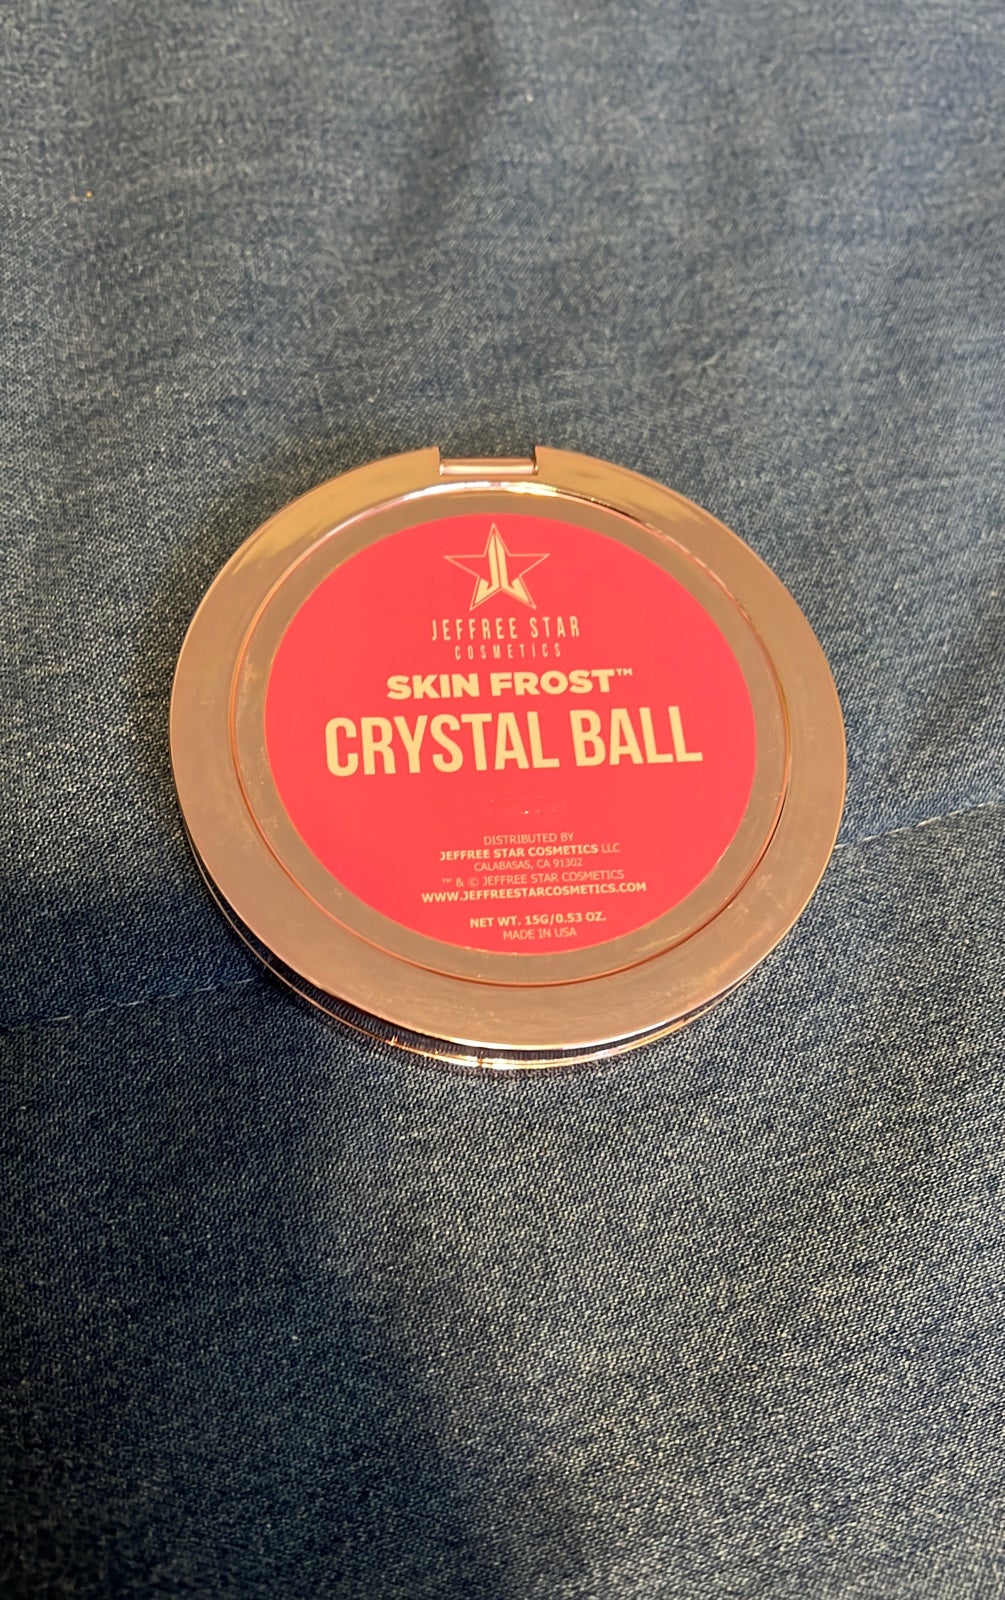 JEFFREE STAR
COSMETICS
SKIN FROST™
CRYSTAL BALL
DISTRIBUTED BY
JEFFREE STAR COSMETICS LLC
CALABASAS, CA 91302
™ & © JEFFREE STAR COSMETICS
WWW.JEFFREESTARCOSMETICS.COM
NET WT. 15G/0.53 OZ.
MADE IN USA